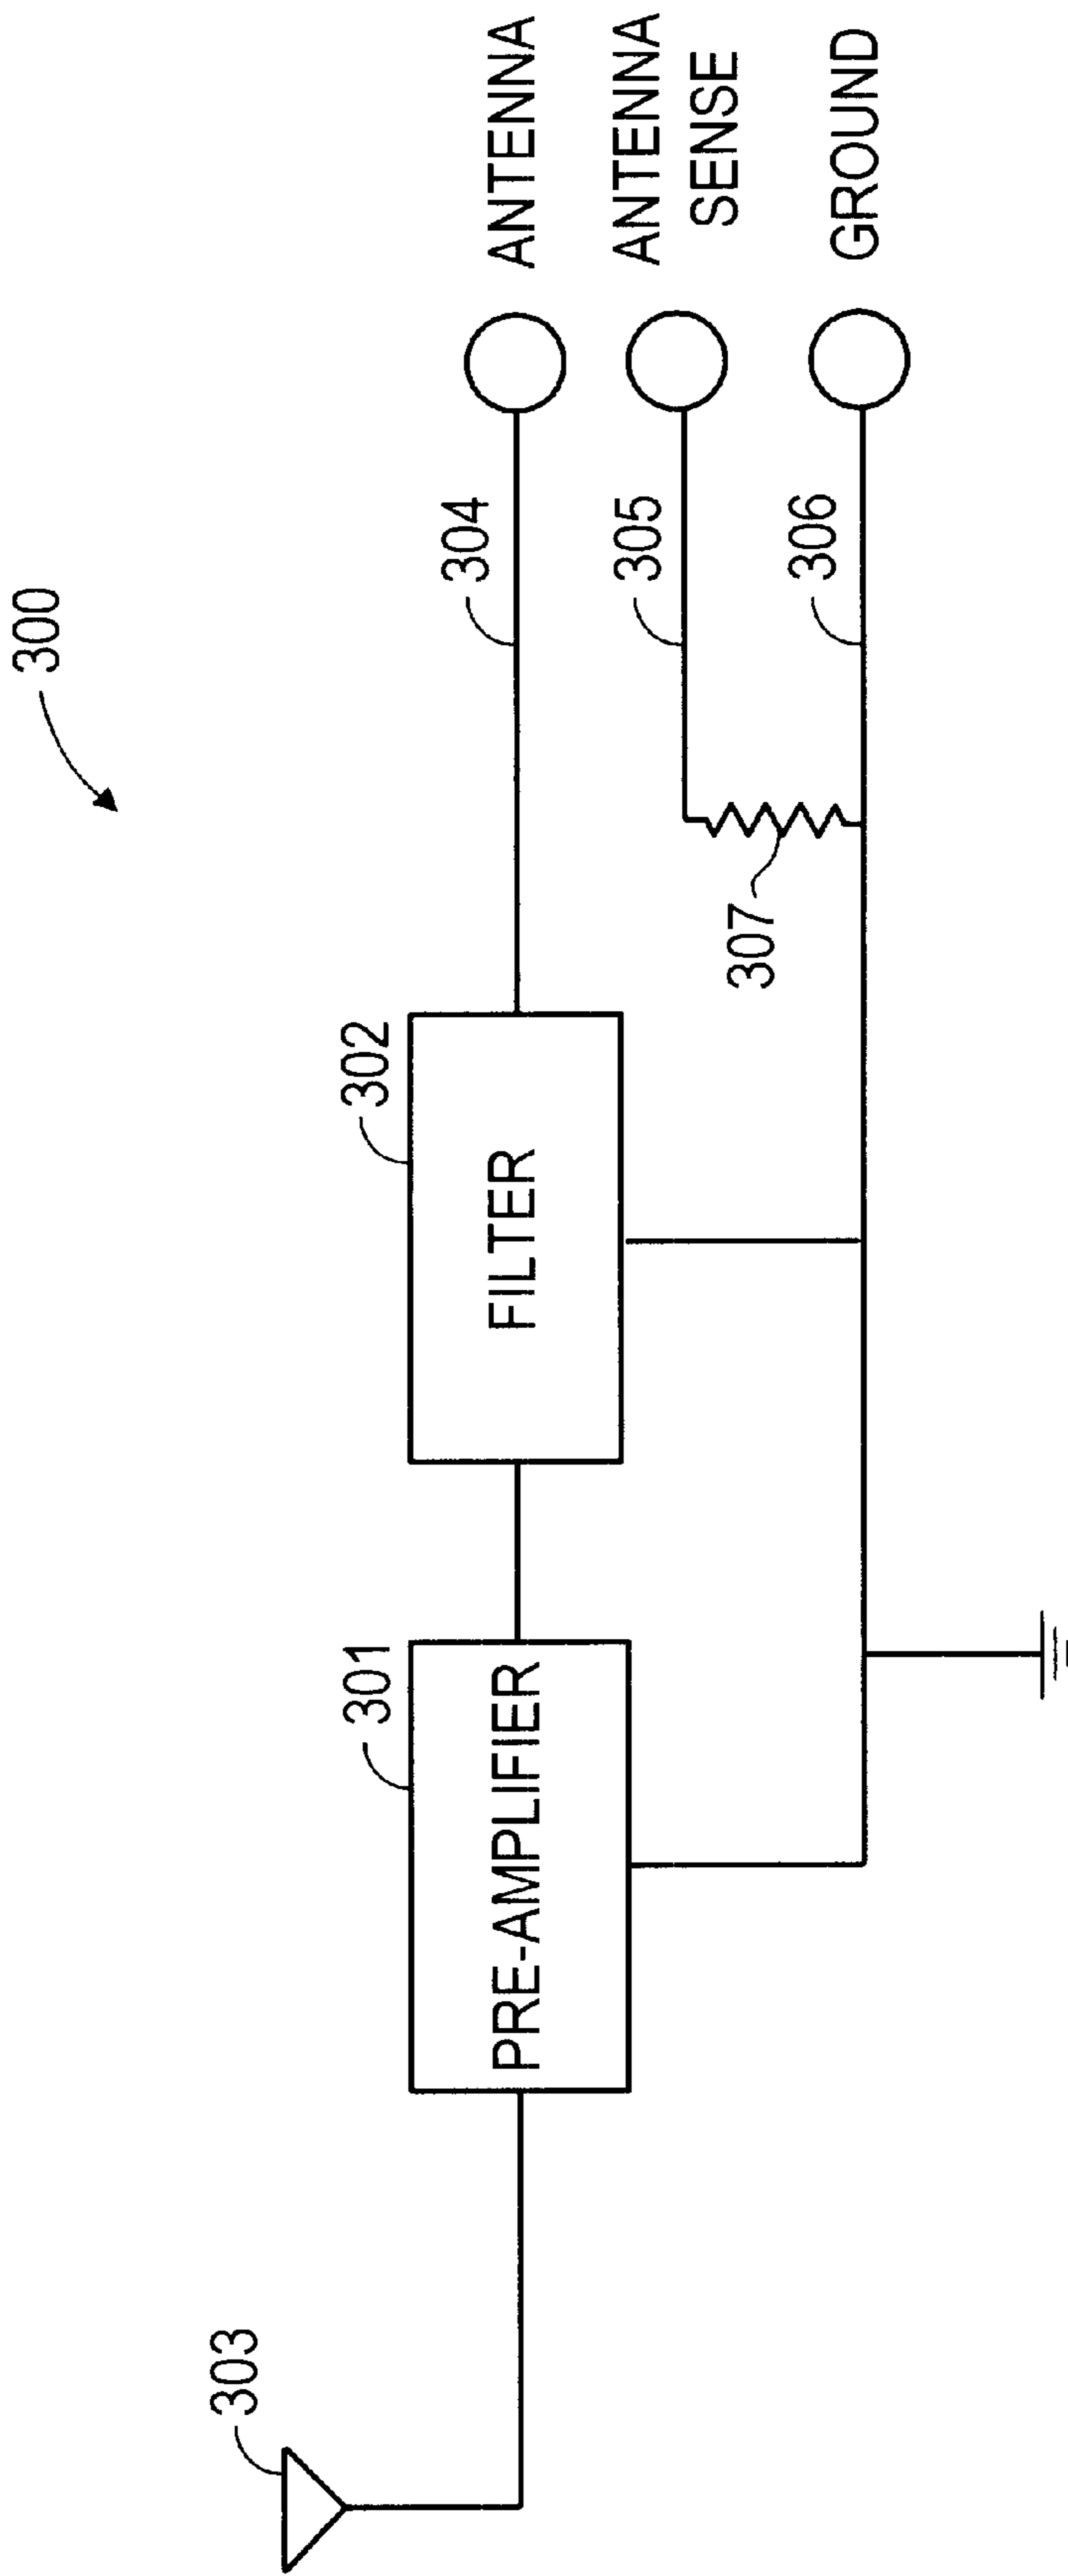 300
303
301
PRE-AMPLIFIER
302
FILTER
304
ANTENNA
305
ANTENNA
SENSE
307
306
GROUND